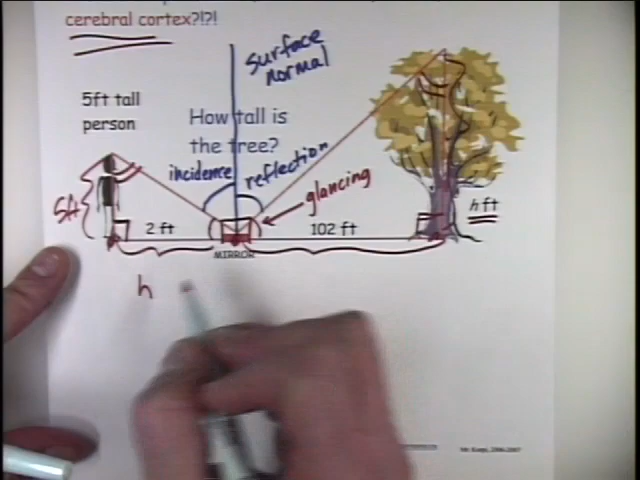 cerebral cortex?!?!
surface
normal
5ft tall
person
How tall is
the tree?
incidence
reflection
glancing
5ft
h ft
2 ft
102 ft
MIRROR
h